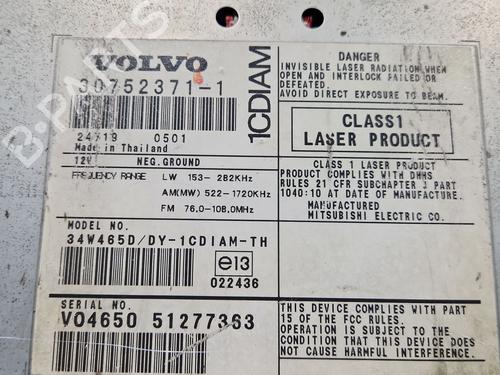 VOLVO
30752371-1
24719 0501
Made in Thailand
1CDIAM
12V NEG.GROUND
FREQUENCY RANGE LW 153-282KHz
AM(MW) 522-1720KHz
FM 76.0-108.0MHz
MODEL NO.
34W465D/DY-1CDIAM-TH
e13
022436
SERIAL NO.
VO4650 51277363
DANGER
INVISIBLE LASER RADIATION WHEN
OPEN AND INTERLOCK FAILED OR
DEFEATED.
AVOID DIRECT EXPOSURE TO BEAM.
CLASS1
LASER PRODUCT
CLASS 1 LASER PRODUCT
PRODUCT COMPLIES WITH DHHS
RULES 21 CFR SUBCHAPTER J PART
1040:10 AT DATE OF MANUFACTURE.
MANUFACTURED
MITSUBISHI ELECTRIC CO.
THIS DEVICE COMPLIES WITH PART
15 OF THE FCC RULES.
OPERATION IS SUBJECT TO THE
CONDITION THAT THIS DEVICE DOES
NOT CAUSE HARMFUL INTERFERENCE.
B-PARTS